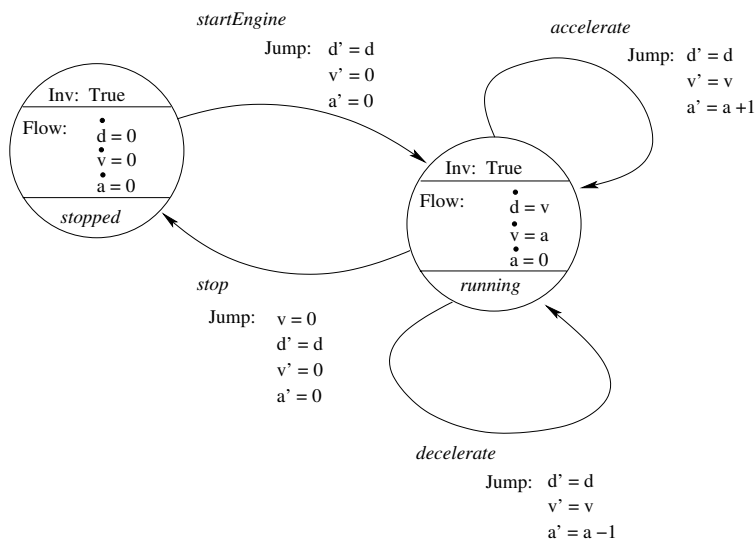 startEngine
Jump: d' = d
v' = 0
a' = 0
accelerate
Jump: d' = d
v' = v
a' = a +1
Inv: True
Flow:
ḋ = 0
v̇ = 0
ȧ = 0
stopped
Inv: True
Flow:
ḋ = v
v̇ = a
ȧ = 0
running
stop
Jump: v = 0
d' = d
v' = 0
a' = 0
decelerate
Jump: d' = d
v' = v
a' = a −1